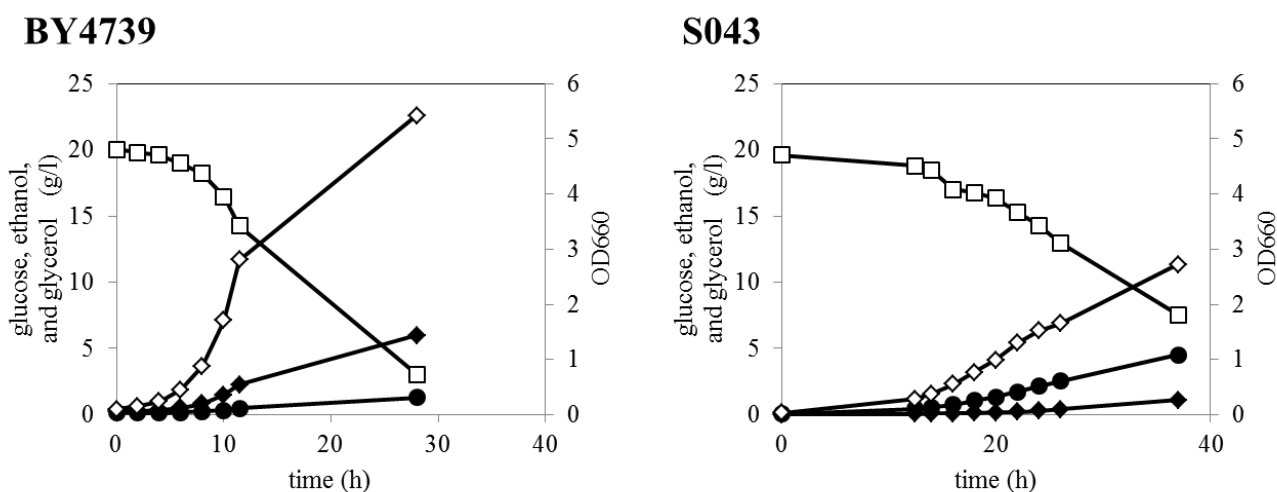 BY4739
25
20
15
10
5
0
glucose, ethanol,
and glycerol (g/l)
6
5
4
3
2
1
0
OD660
0 10 20 30 40
time (h)
S043
25
20
15
10
5
0
glucose, ethanol,
and glycerol (g/l)
6
5
4
3
2
1
0
OD660
0 20 40
time (h)